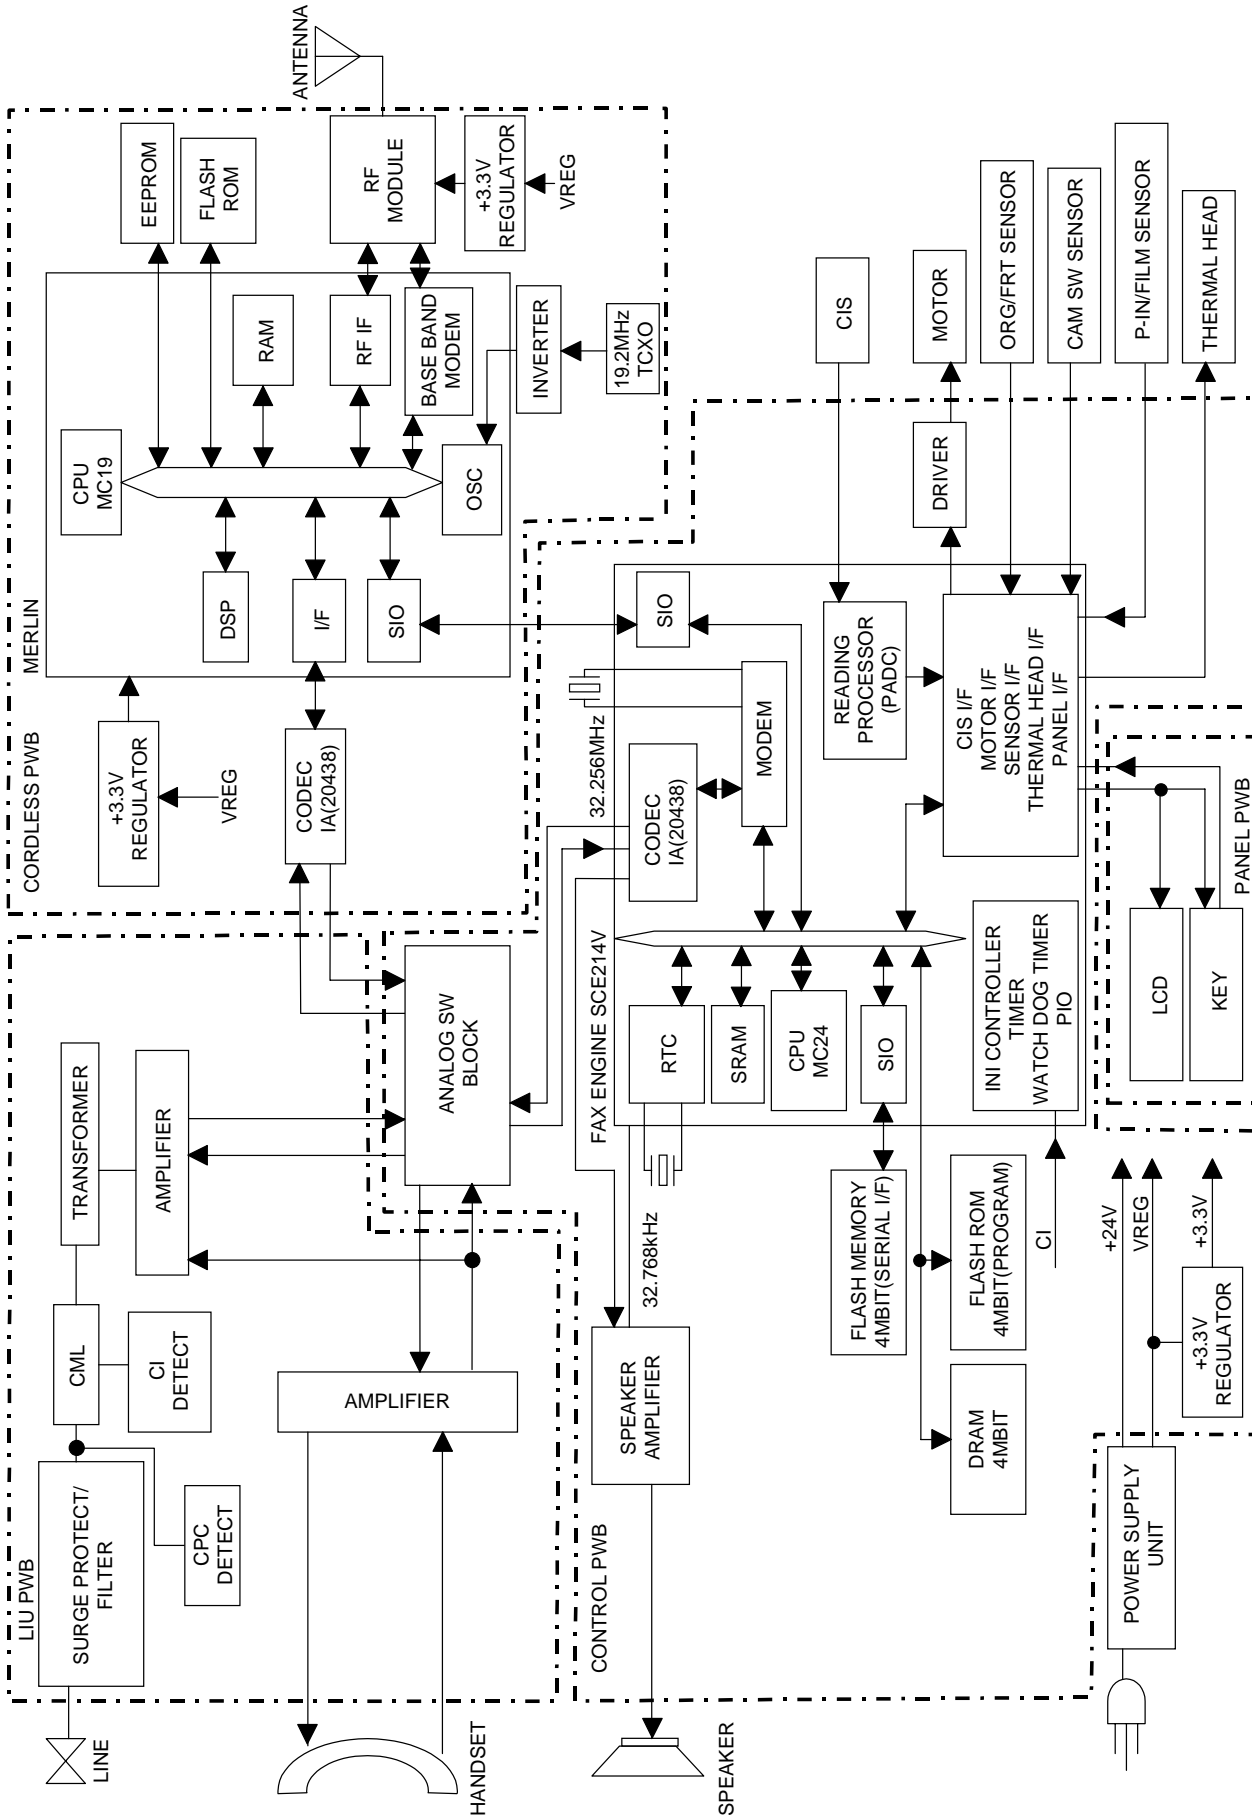 LIU PWB
LINE
SURGE PROTECT/
FILTER
CPC
DETECT
CML
CI
DETECT
TRANSFORMER
AMPLIFIER
AMPLIFIER
HANDSET
ANALOG SW
BLOCK
CORDLESS PWB
+3.3V
REGULATOR
VREG
CODEC
IA(20438)
MERLIN
DSP
I/F
SIO
CPU
MC19
OSC
RAM
RF IF
BASE BAND
MODEM
EEPROM
FLASH
ROM
RF
MODULE
+3.3V
REGULATOR
VREG
INVERTER
19.2MHz
TCXO
ANTENNA
CONTROL PWB
SPEAKER
SPEAKER
AMPLIFIER
32.768kHz
FAX ENGINE SCE214V
RTC
SRAM
CPU
MC24
SIO
CODEC
IA(20438)
32.256MHz
MODEM
SIO
READING
PROCESSOR
(PADC)
CIS I/F
MOTOR I/F
SENSOR I/F
THERMAL HEAD I/F
PANEL I/F
INI CONTROLLER
TIMER
WATCH DOG TIMER
PIO
CI
FLASH MEMORY
4MBIT(SERIAL I/F)
FLASH ROM
4MBIT(PROGRAM)
DRAM
4MBIT
DRIVER
CIS
MOTOR
ORG/FRT SENSOR
CAM SW SENSOR
P-IN/FILM SENSOR
THERMAL HEAD
POWER SUPPLY
UNIT
+24V
VREG
+3.3V
+3.3V
REGULATOR
LCD
KEY
PANEL PWB